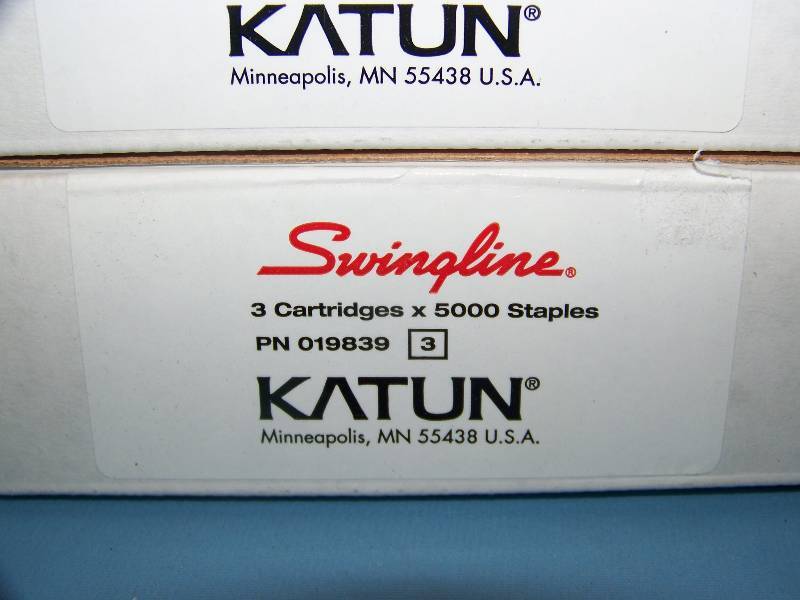 KATUN®
Minneapolis, MN 55438 U.S.A.
Swingline®
3 Cartridges x 5000 Staples
PN 019839 3
KATUN®
Minneapolis, MN 55438 U.S.A.